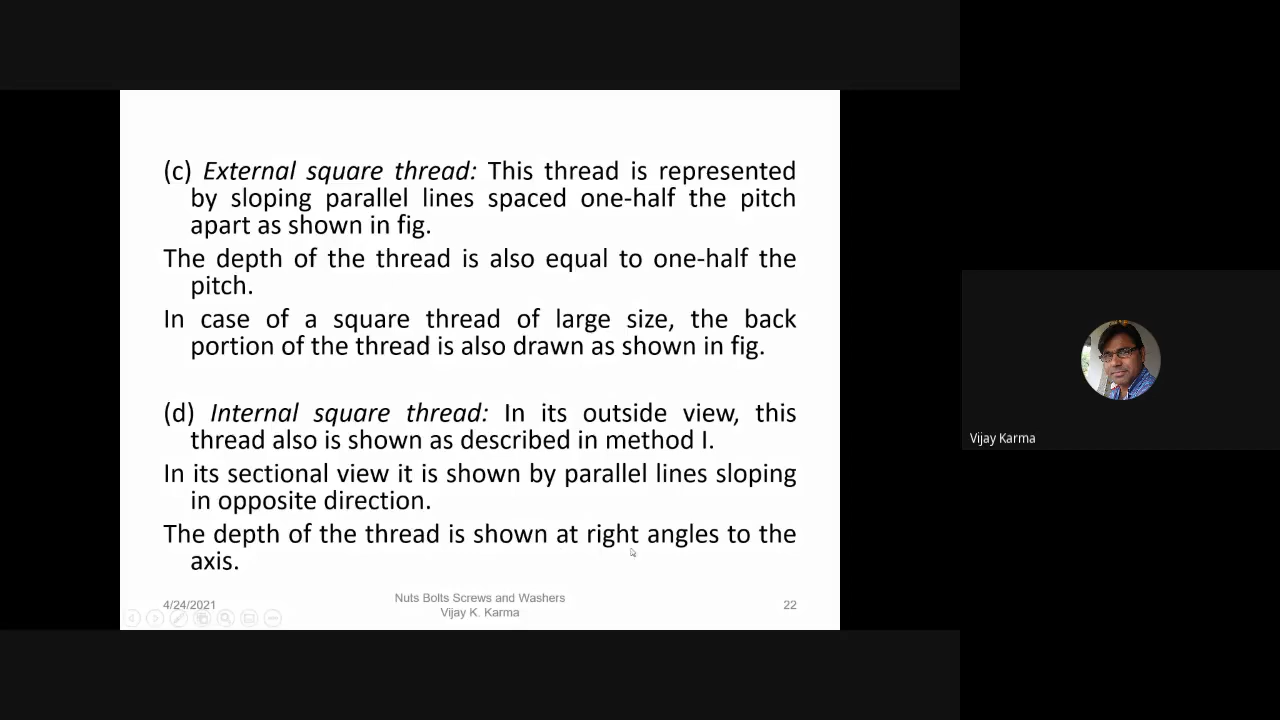 (c) External square thread: This thread is represented
by sloping parallel lines spaced one-half the pitch
apart as shown in fig.
The depth of the thread is also equal to one-half the
pitch.
In case of a square thread of large size, the back
portion of the thread is also drawn as shown in fig.
(d) Internal square thread: In its outside view, this
thread also is shown as described in method I.
In its sectional view it is shown by parallel lines sloping
in opposite direction.
The depth of the thread is shown at right angles to the
axis.
4/24/2021
Nuts Bolts Screws and Washers
Vijay K. Karma
22
Vijay Karma